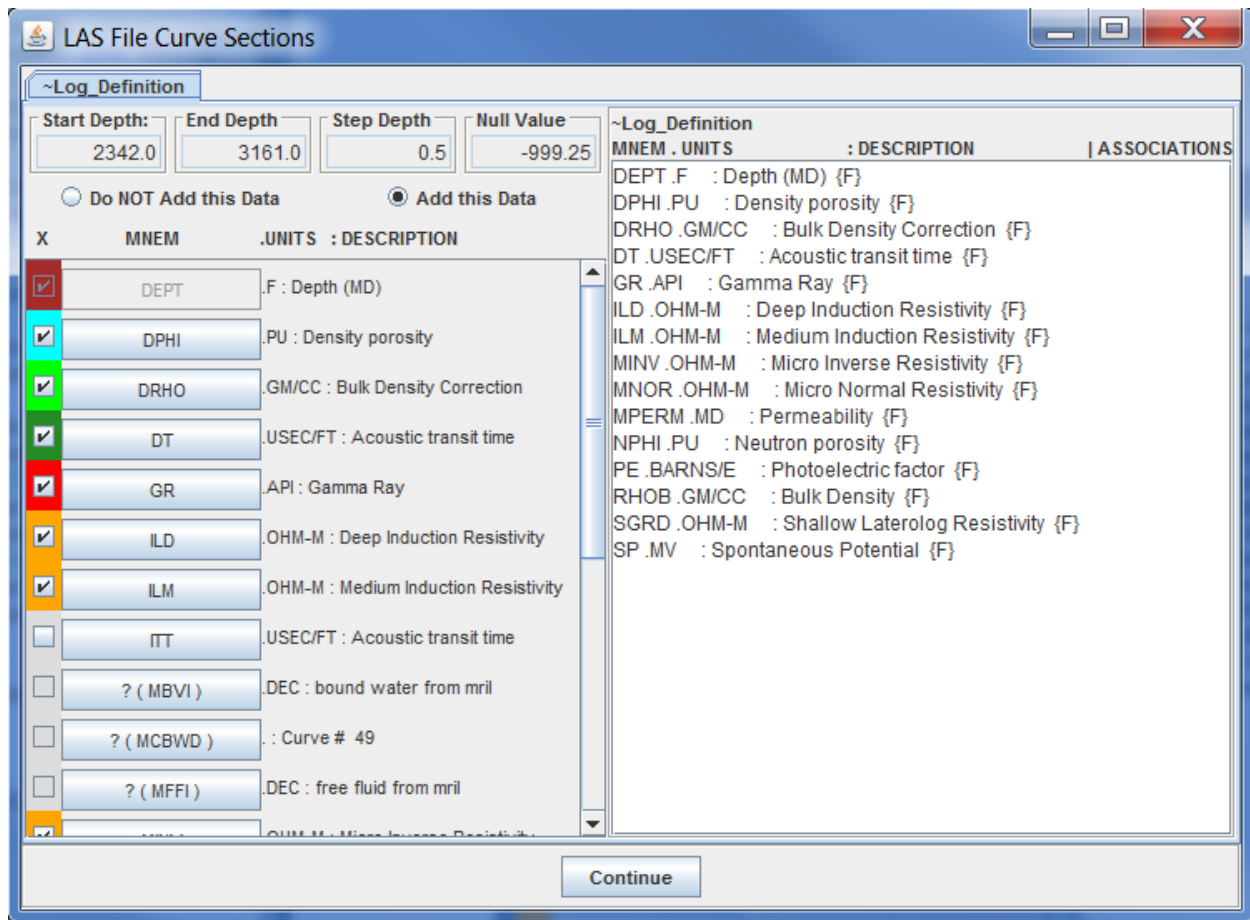 LAS File Curve Sections
~Log_Definition
Start Depth: End Depth Step Depth Null Value
2342.0 3161.0 0.5 -999.25
Do NOT Add this Data Add this Data
X MNEM .UNITS : DESCRIPTION
DEPT .F : Depth (MD)
DPHI .PU : Density porosity
DRHO .GM/CC : Bulk Density Correction
DT .USEC/FT : Acoustic transit time
GR .API : Gamma Ray
ILD .OHM-M : Deep Induction Resistivity
ILM .OHM-M : Medium Induction Resistivity
ITT .USEC/FT : Acoustic transit time
? ( MBVI ) .DEC : bound water from mril
? ( MCBWD ) . : Curve # 49
? ( MFFI ) .DEC : free fluid from mril
.OHM-M : Micro Inverse Resistivity
~Log_Definition
MNEM . UNITS : DESCRIPTION | ASSOCIATIONS
DEPT .F : Depth (MD) {F}
DPHI .PU : Density porosity {F}
DRHO .GM/CC : Bulk Density Correction {F}
DT .USEC/FT : Acoustic transit time {F}
GR .API : Gamma Ray {F}
ILD .OHM-M : Deep Induction Resistivity {F}
ILM .OHM-M : Medium Induction Resistivity {F}
MINV .OHM-M : Micro Inverse Resistivity {F}
MNOR .OHM-M : Micro Normal Resistivity {F}
MPERM .MD : Permeability {F}
NPHI .PU : Neutron porosity {F}
PE .BARNS/E : Photoelectric factor {F}
RHOB .GM/CC : Bulk Density {F}
SGRD .OHM-M : Shallow Laterolog Resistivity {F}
SP .MV : Spontaneous Potential {F}
Continue